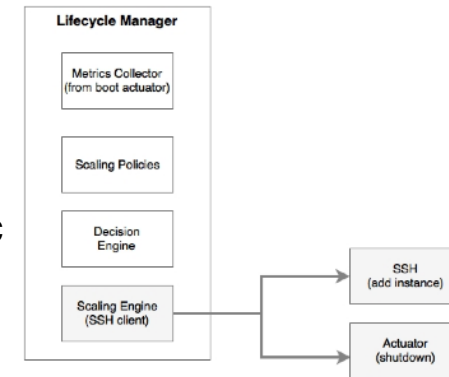 Lifecycle Manager
Metrics Collector
(from boot actuator)
Scaling Policies
Decision
Engine
Scaling Engine
(SSH client)
SSH
(add instance)
Actuator
(shutdown)